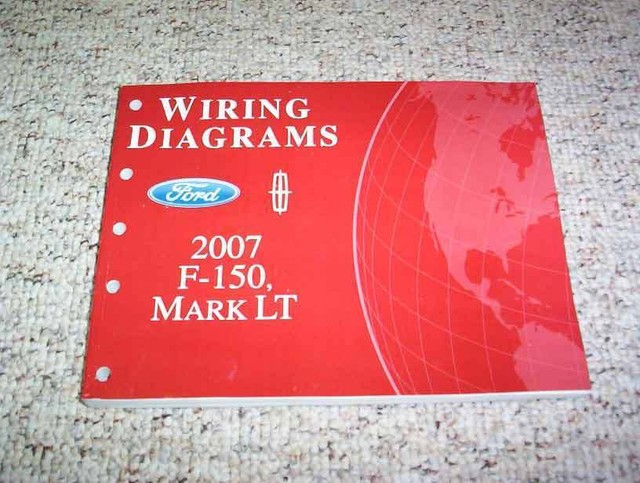 WIRING
DIAGRAMS
Ford
2007
F-150,
MARK LT